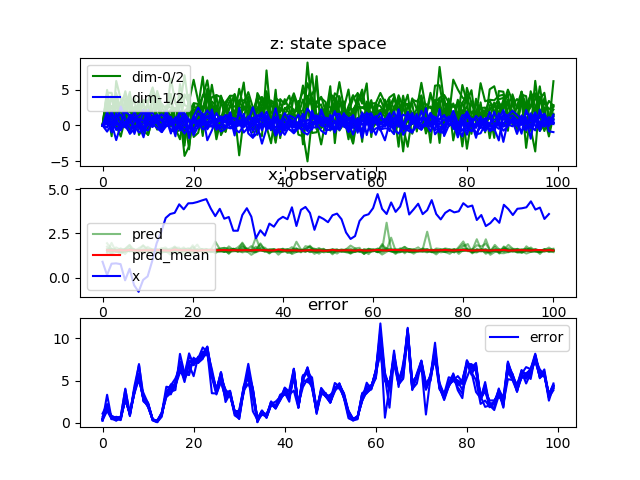 z: state space
5
0
−5
dim-0/2
dim-1/2
0 20 40 60 80 100
x: observation
5.0
2.5
0.0
pred
pred_mean
x
0 20 40 60 80 100
error
10
5
0
error
0 20 40 60 80 100